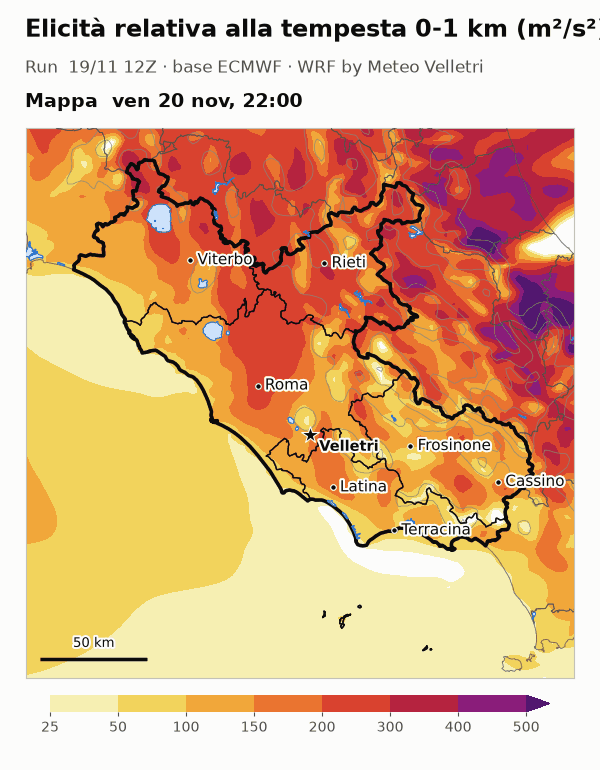 Elicità relativa alla tempesta 0-1 km (m²/s²)
Run 19/11 12Z · base ECMWF · WRF by Meteo Velletri
Mappa ven 20 nov, 22:00
Viterbo
Rieti
Roma
Velletri
Frosinone
Latina
Cassino
Terracina
50 km
25 50 100 150 200 300 400 500